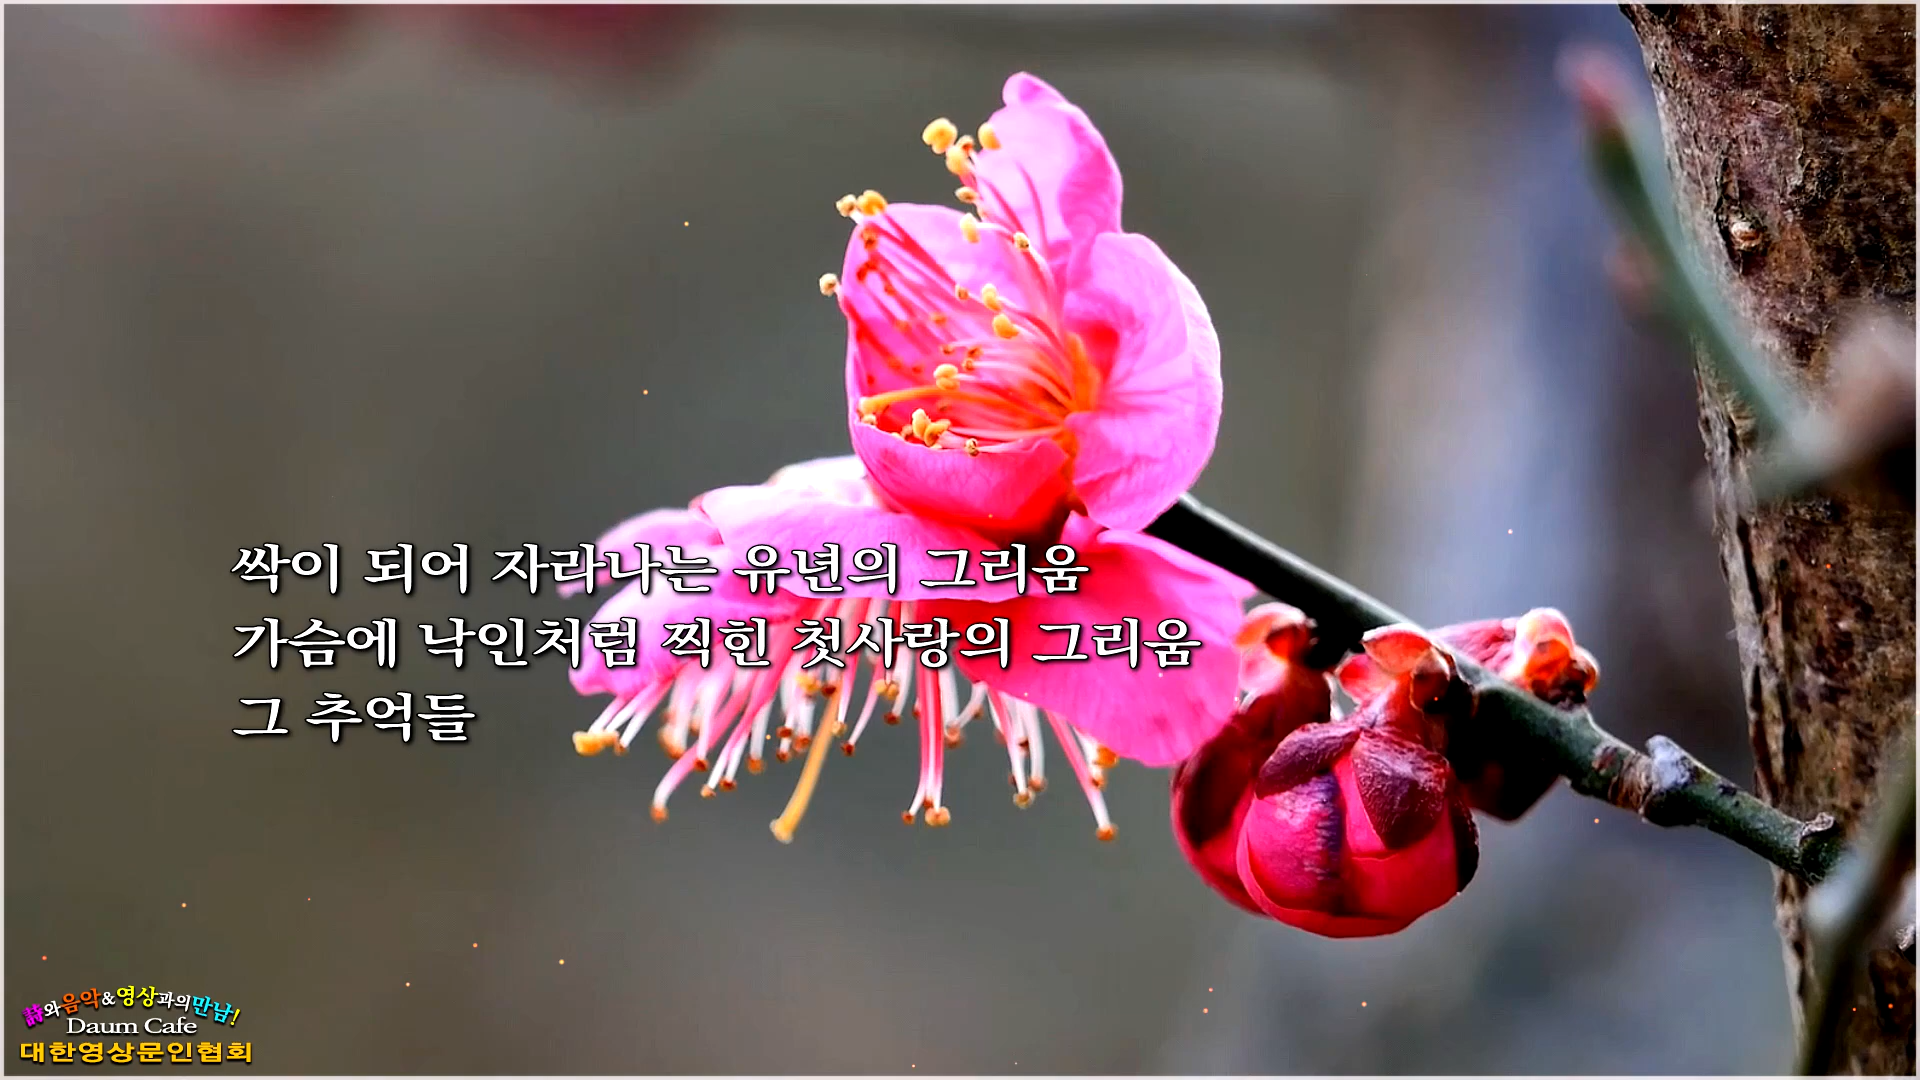 싹이 되어 자라나는 유년의 그리움
가슴에 낙인처럼 찍힌 첫사랑의 그리움
그 추억들
詩와음악&영상과의만남!
Daum Cafe
대한영상문인협회